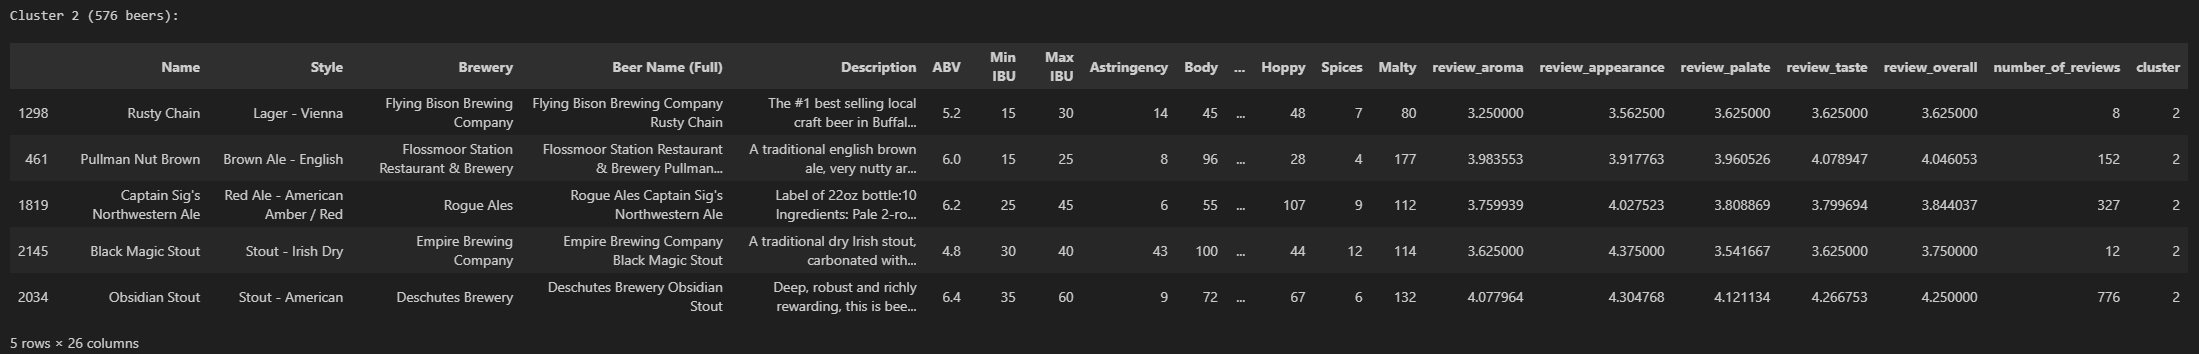 Cluster 2 (576 beers):
Name Style Brewery Beer Name (Full) Description ABV Min IBU Max IBU Astringency Body ... Hoppy Spices Malty review_aroma review_appearance review_palate review_taste review_overall number_of_reviews cluster
1298 Rusty Chain Lager - Vienna Flying Bison Brewing Company Flying Bison Brewing Company Rusty Chain The #1 best selling local craft beer in Buffal... 5.2 15 30 14 45 ... 48 7 80 3.250000 3.562500 3.625000 3.625000 3.625000 8 2
461 Pullman Nut Brown Brown Ale - English Flossmoor Station Restaurant & Brewery Flossmoor Station Restaurant & Brewery Pullman... A traditional english brown ale, very nutty ar... 6.0 15 25 8 96 ... 28 4 177 3.983553 3.917763 3.960526 4.078947 4.046053 152 2
1819 Captain Sig's Northwestern Ale Red Ale - American Amber / Red Rogue Ales Rogue Ales Captain Sig's Northwestern Ale Label of 22oz bottle:10 Ingredients: Pale 2-ro... 6.2 25 45 6 55 ... 107 9 112 3.759939 4.027523 3.808869 3.799694 3.844037 327 2
2145 Black Magic Stout Stout - Irish Dry Empire Brewing Company Empire Brewing Company Black Magic Stout A traditional dry Irish stout, carbonated with... 4.8 30 40 43 100 ... 44 12 114 3.625000 4.375000 3.541667 3.625000 3.750000 12 2
2034 Obsidian Stout Stout - American Deschutes Brewery Deschutes Brewery Obsidian Stout Deep, robust and richly rewarding, this is bee... 6.4 35 60 9 72 ... 67 6 132 4.077964 4.304768 4.121134 4.266753 4.250000 776 2
5 rows × 26 columns